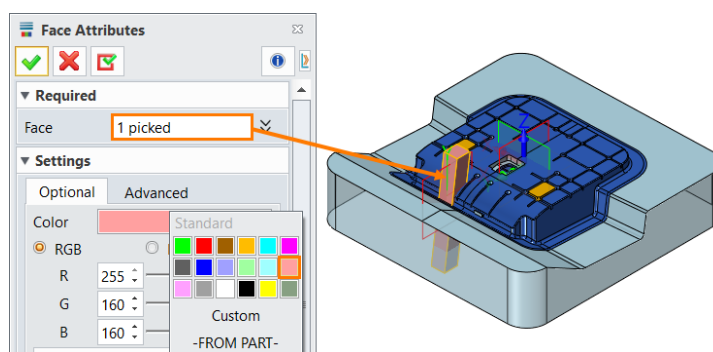 Face Attributes
Required
Face 1 picked
Settings
Optional Advanced
Color
Standard
RGB
R 255
G 160
B 160
Custom
-FROM PART-
Z